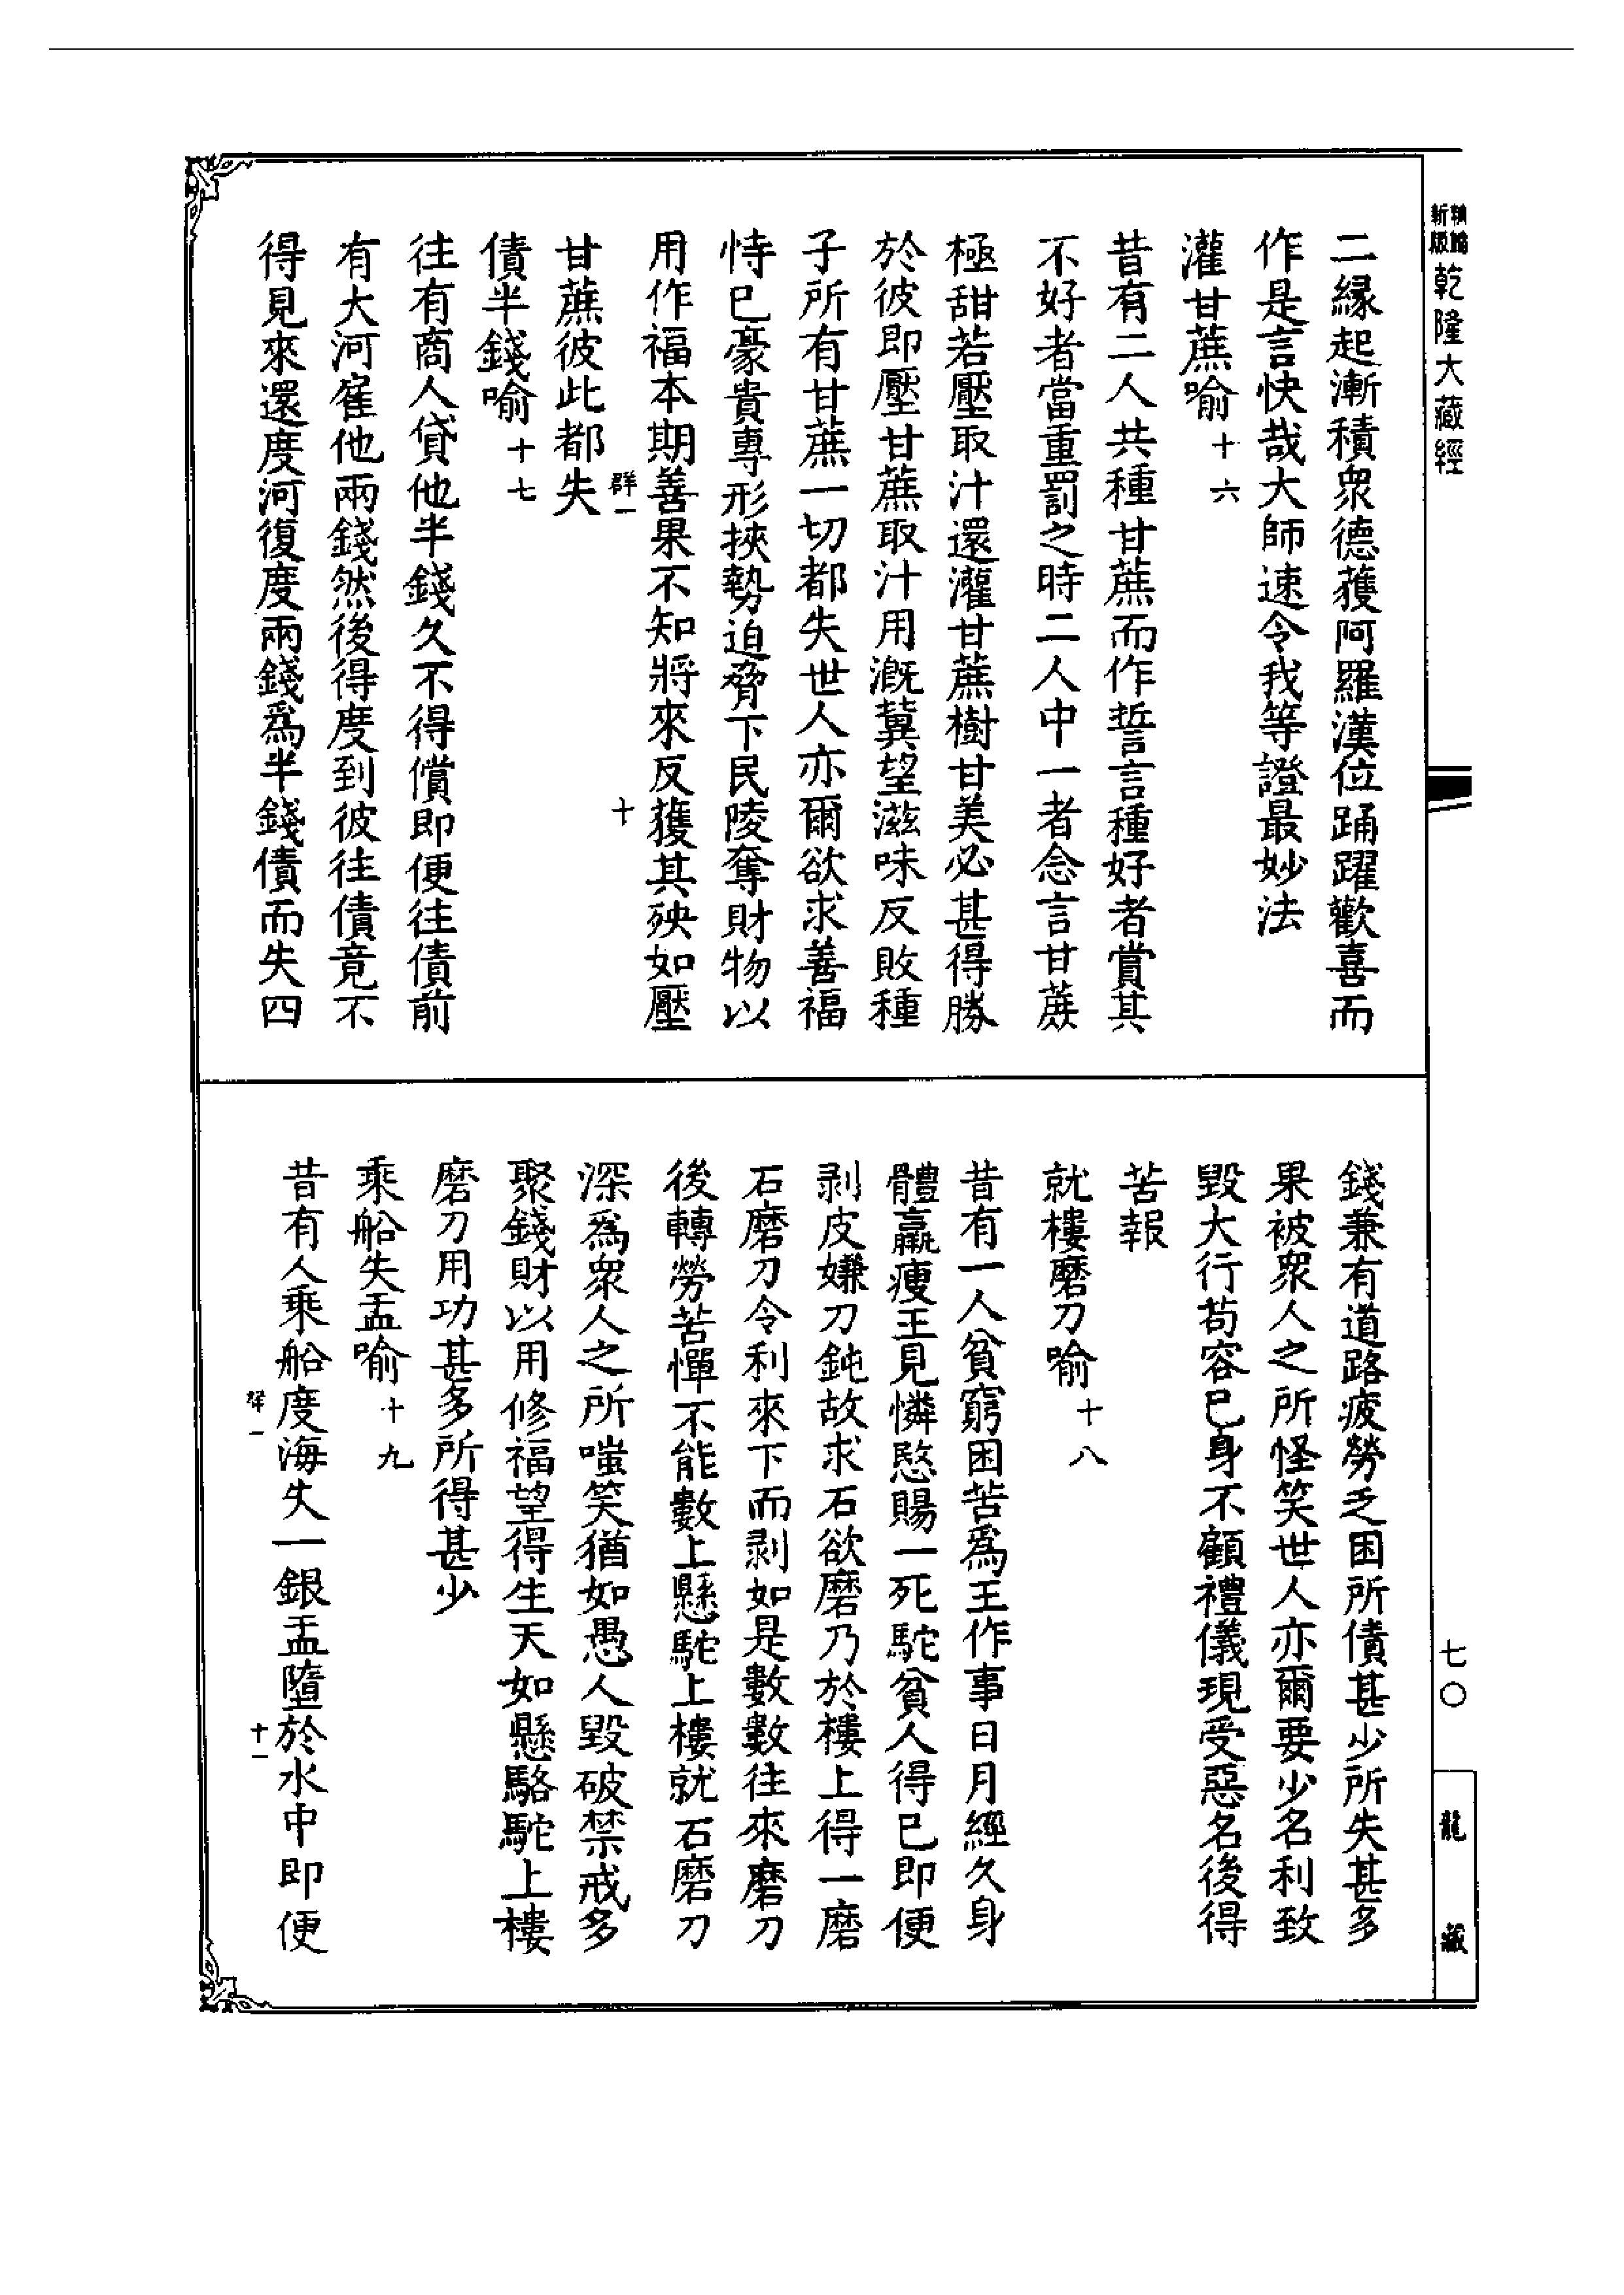 新編
縮版
乾隆大藏經
二緣起漸積衆德獲阿羅漢位踊躍歡喜而
作是言快哉大師速令我等證最妙法
灌甘蔗喻十六
昔有二人共種甘蔗而作誓言種好者賞其
不好者當重罰之時二人中一者念言甘蔗
極甜若壓取汁還灌甘蔗樹甘美必甚得勝
於彼即壓甘蔗取汁用漑冀望滋味反敗種
子所有甘蔗一切都失世人亦爾欲求善福
恃已豪貴專形挾勢迫脅下民陵奪財物以
用作福本期善果不知將來反獲其殃如壓
群一
十
甘蔗彼此都失
債半錢喻十七
往有商人貸他半錢久不得償即便往債前
有大河雇他兩錢然後得度到彼往債竟不
得見來還度河復度兩錢爲半錢債而失四
錢兼有道路疲勞乏困所債甚少所失甚多
果被衆人之所怪笑世人亦爾要少名利致
毀大行苟容已身不顧禮儀現受惡名後得
苦報
就樓磨刀喻十八
昔有一人貧窮困苦爲王作事日月經久身
體羸瘦王見憐愍賜一死駝貧人得已即便
剥皮嫌刀鈍故求石欲磨乃於樓上得一磨
石磨刀令利來下而剥如是數數往來磨刀
後轉勞苦憚不能數上懸駝上樓就石磨刀
深爲衆人之所嗤笑猶如愚人毀破禁戒多
聚錢財以用修福望得生天如懸駱駝上樓
磨刀用功甚多所得甚少
乘船失盂喻十九
昔有人乘船度海失一銀盂墮於水中即便
群一
十一
七〇
龍藏